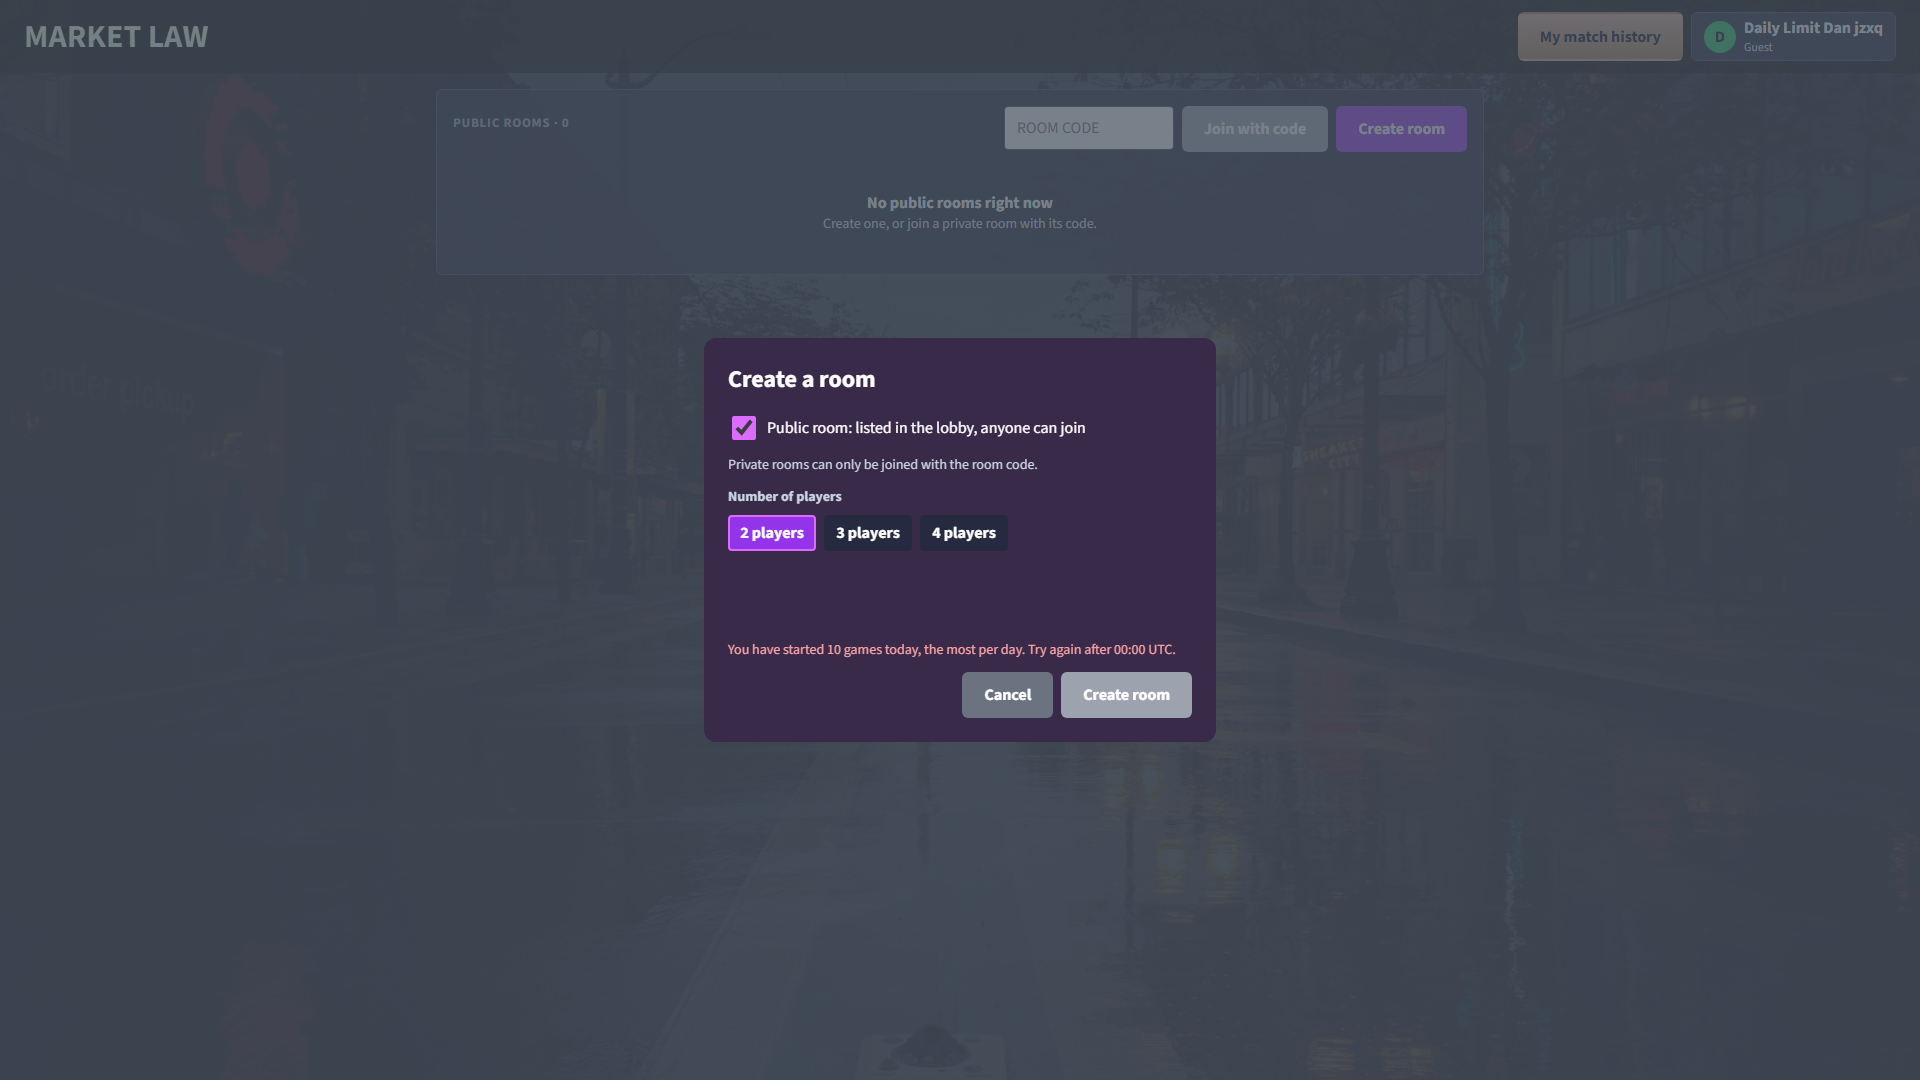 MARKET LAW
My match history
D
Daily Limit Dan jzxq
Guest
PUBLIC ROOMS · 0
ROOM CODE
Join with code
Create room
No public rooms right now
Create one, or join a private room with its code.
order pickup
SNEAKER
CITY
Create a room
Public room: listed in the lobby, anyone can join
Private rooms can only be joined with the room code.
Number of players
2 players
3 players
4 players
You have started 10 games today, the most per day. Try again after 00:00 UTC.
Cancel
Create room